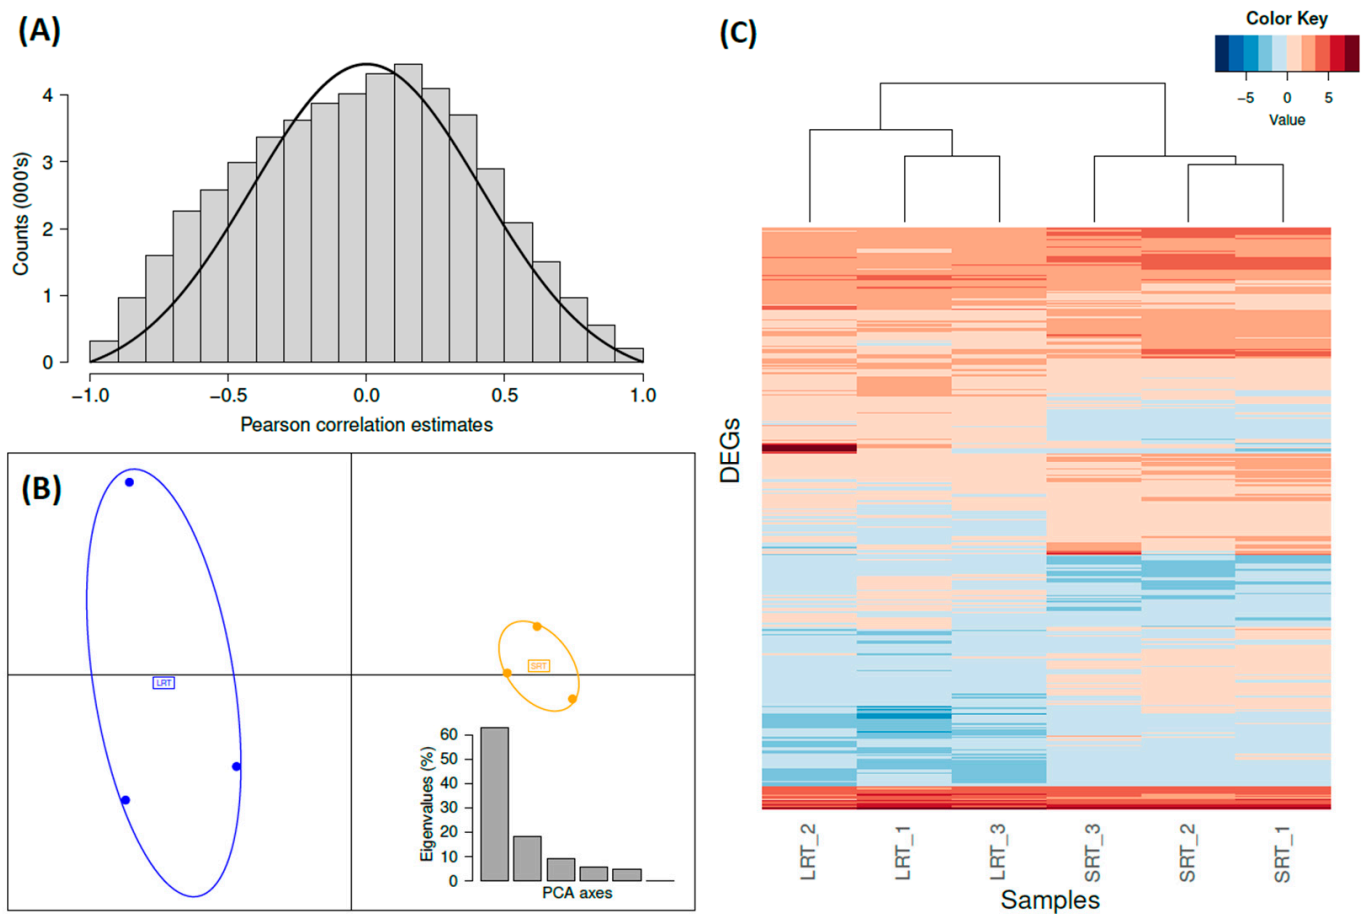 (A)
4
3
2
1
0
Counts (000's)
−1.0 −0.5 0.0 0.5 1.0
Pearson correlation estimates
(B)
LRT
SRT
60
50
40
30
20
10
0
Eigenvalues (%)
PCA axes
(C)
Color Key
−5 0 5
Value
DEGs
LRT_2 LRT_1 LRT_3 SRT_3 SRT_2 SRT_1
Samples